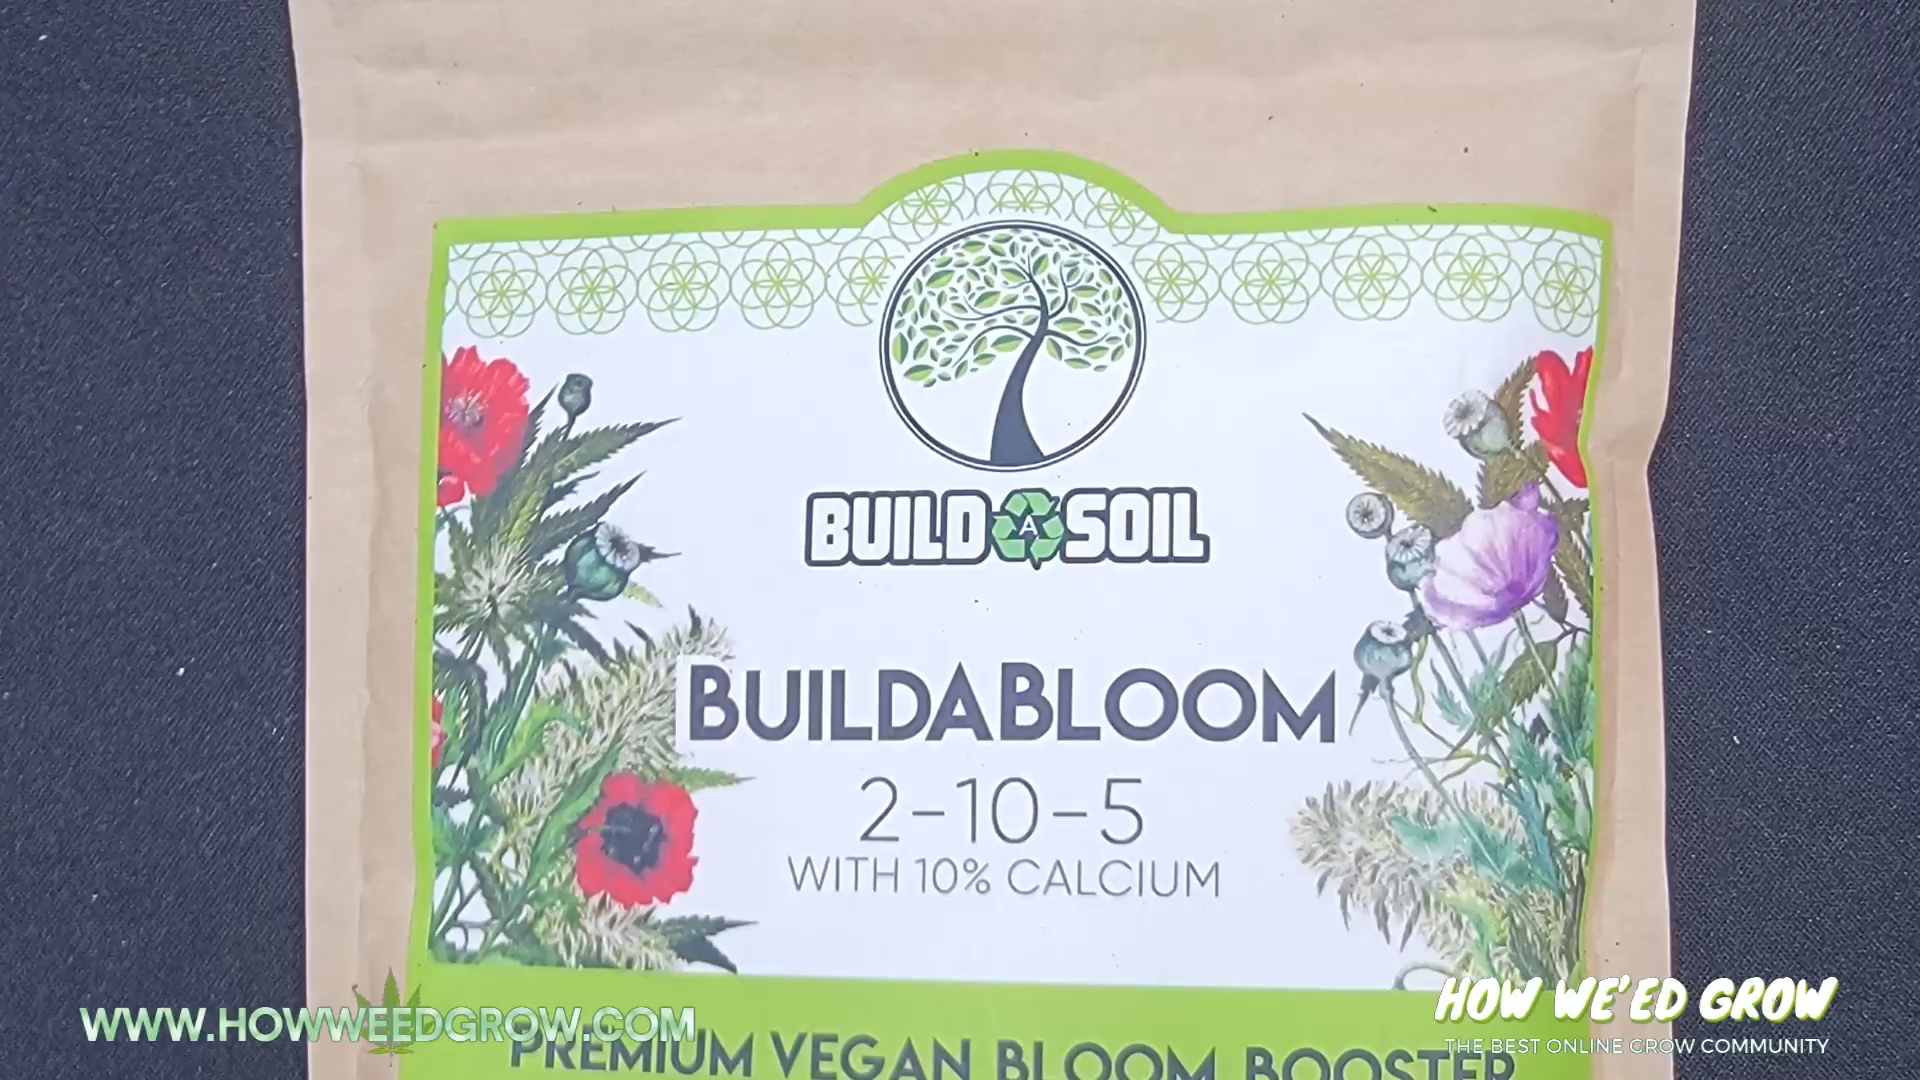 BUILD A SOIL
BUILDABLOOM
2-10-5
WITH 10% CALCIUM
PREMIUM VEGAN BLOOM BOOSTER
WWW.HOWWEEDGROW.COM
HOW WE'ED GROW
THE BEST ONLINE GROW COMMUNITY